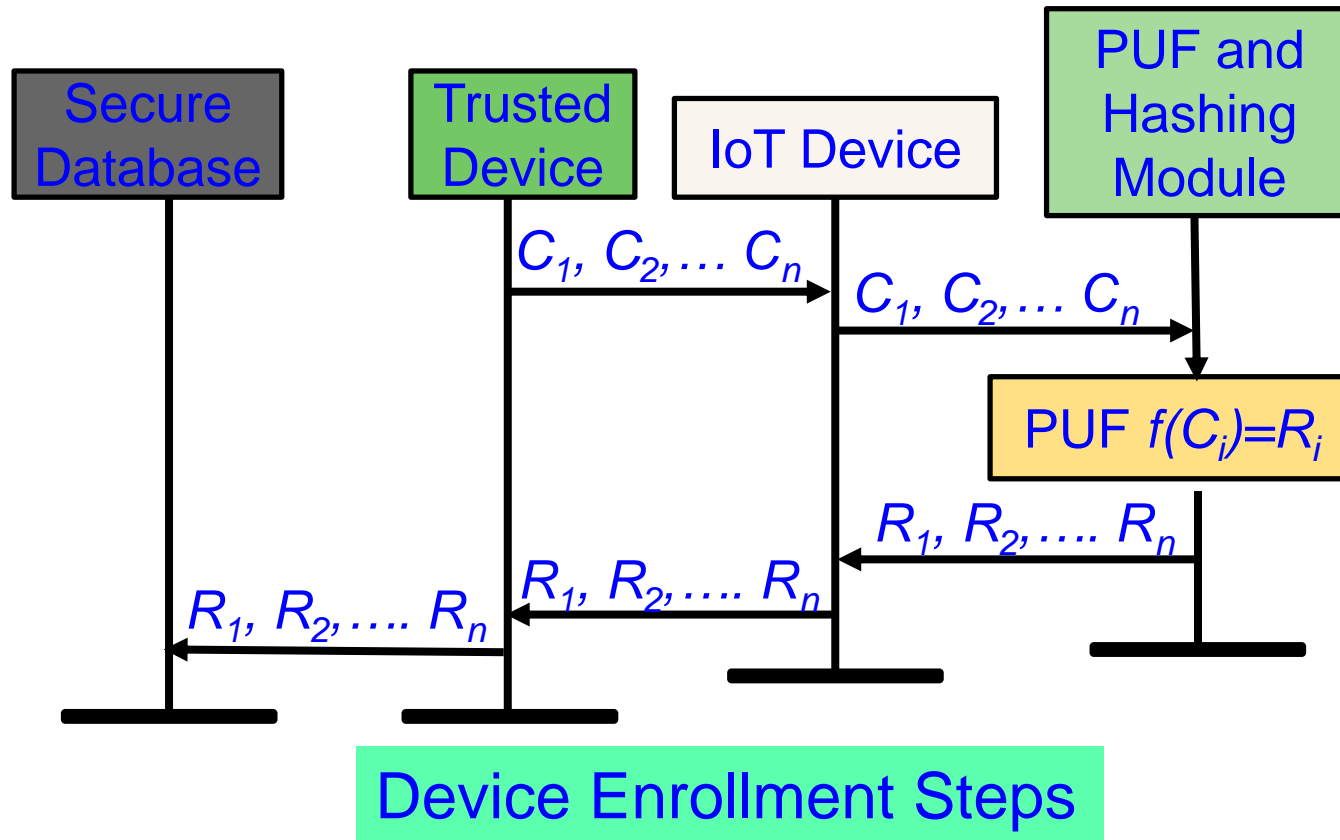 Secure
Database
Trusted
Device
IoT Device
PUF and
Hashing
Module
C1, C2,… Cn
C1, C2,… Cn
PUF f(Ci)=Ri
R1, R2,…. Rn
R1, R2,…. Rn
R1, R2,…. Rn
Device Enrollment Steps